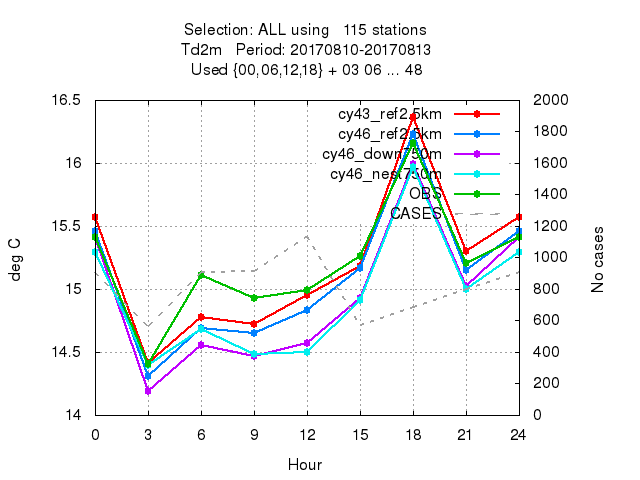 Selection: ALL using   115 stations
Td2m   Period: 20170810-20170813
Used {00,06,12,18} + 03 06 ... 48
16.5
16
15.5
15
14.5
14
deg C
cy43_ref2.5km
cy46_ref2.5km
cy46_down750m
cy46_nest750m
OBS
CASES
2000
1800
1600
1400
1200
1000
800
600
400
200
0
No cases
0 3 6 9 12 15 18 21 24
Hour